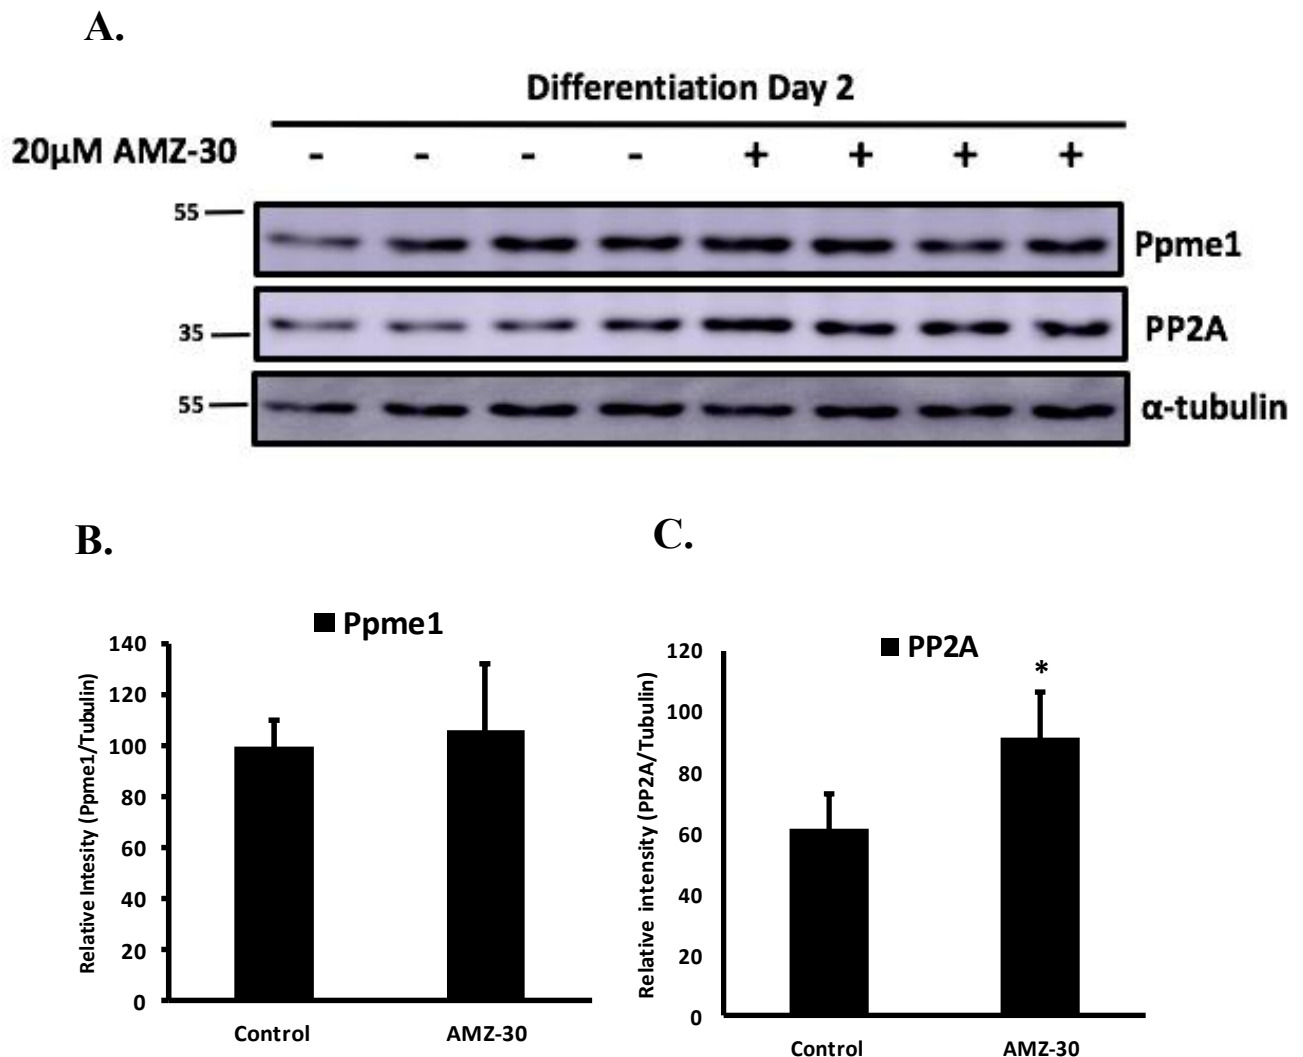 A.
Differentiation Day 2
20µM AMZ-30 - - - - + + + +
55
Ppme1
35
PP2A
55
α-tubulin
B.
Ppme1
140
120
100
80
60
40
20
0
Relative Intesity (Ppme1/Tubulin)
Control AMZ-30
C.
PP2A
*
120
100
80
60
40
20
0
Relative intensity (PP2A/Tubulin)
Control AMZ-30